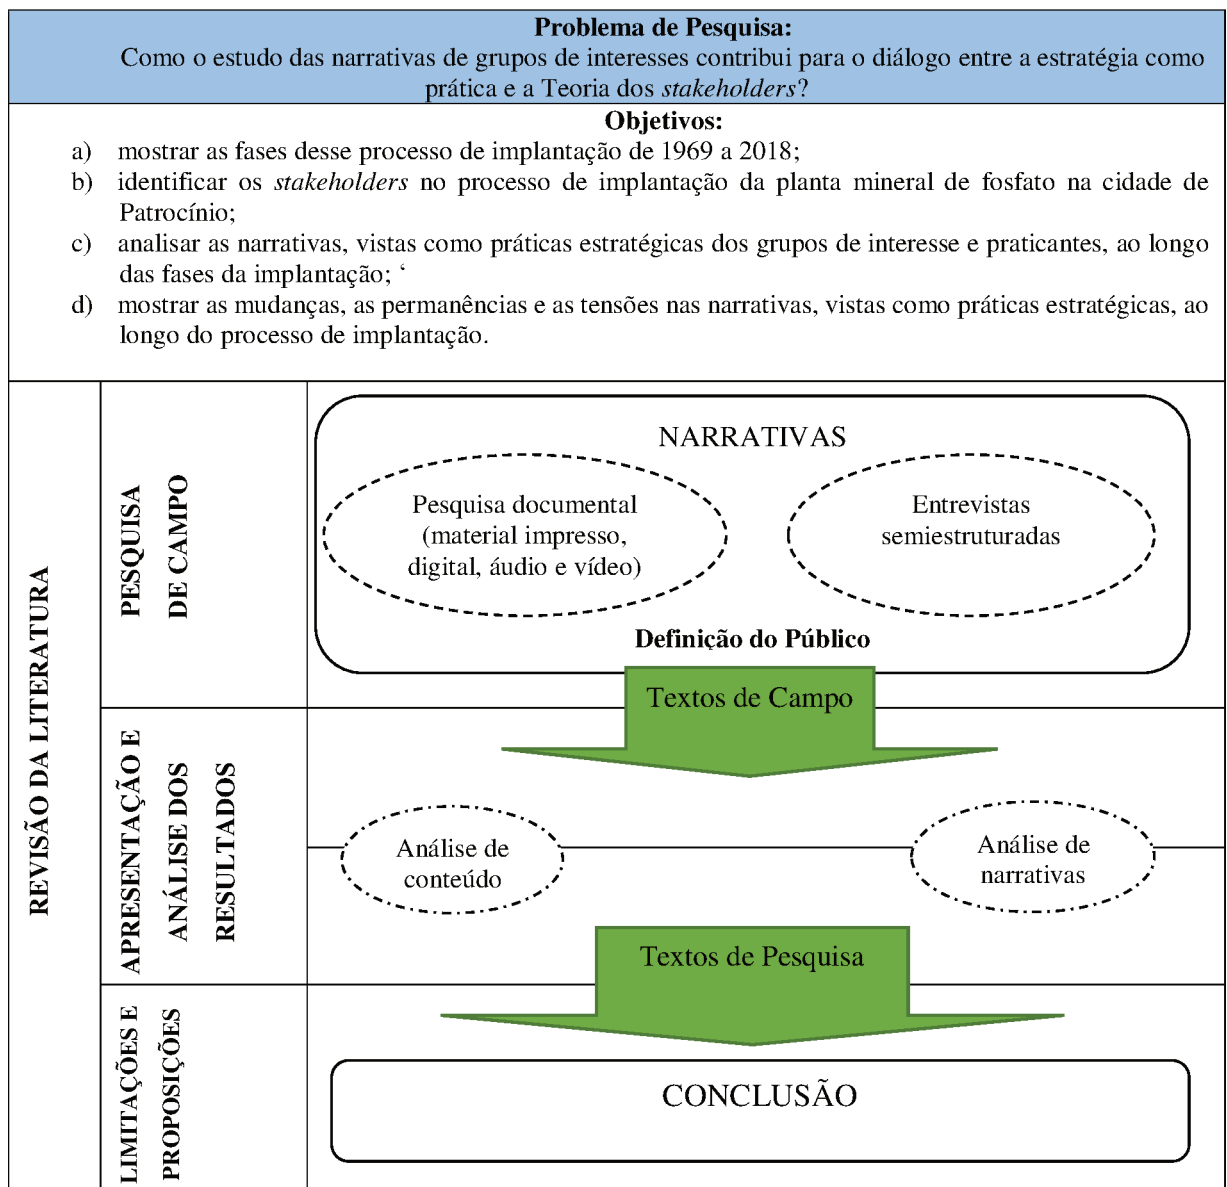 Problema de Pesquisa:
Como o estudo das narrativas de grupos de interesses contribui para o diálogo entre a estratégia como
prática e a Teoria dos stakeholders?
Objetivos:
a) mostrar as fases desse processo de implantação de 1969 a 2018;
b) identificar os stakeholders no processo de implantação da planta mineral de fosfato na cidade de
Patrocínio;
c) analisar as narrativas, vistas como práticas estratégicas dos grupos de interesse e praticantes, ao longo
das fases da implantação; ‘
d) mostrar as mudanças, as permanências e as tensões nas narrativas, vistas como práticas estratégicas, ao
longo do processo de implantação.
REVISÃO DA LITERATURA
PESQUISA
DE CAMPO
NARRATIVAS
Pesquisa documental
(material impresso,
digital, áudio e vídeo)
Entrevistas
semiestruturadas
Definição do Público
Textos de Campo
APRESENTAÇÃO E
ANÁLISE DOS
RESULTADOS
Análise de
conteúdo
Análise de
narrativas
Textos de Pesquisa
LIMITAÇÕES E
PROPOSIÇÕES
CONCLUSÃO